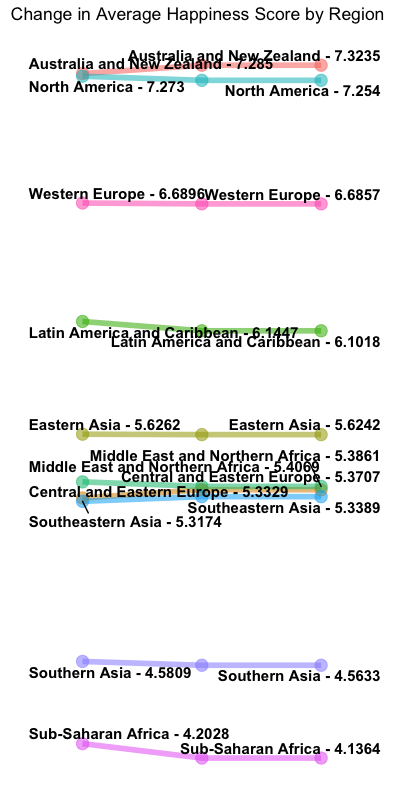 Change in Average Happiness Score by Region
Australia and New Zealand - 7.3235
Australia and New Zealand - 7.285
North America - 7.273
North America - 7.254
Western Europe - 6.6896
Western Europe - 6.6857
Latin America and Caribbean - 6.1447
Latin America and Caribbean - 6.1018
Eastern Asia - 5.6262
Eastern Asia - 5.6242
Middle East and Northern Africa - 5.3861
Middle East and Northern Africa - 5.4069
Central and Eastern Europe - 5.3707
Central and Eastern Europe - 5.3329
Southeastern Asia - 5.3389
Southeastern Asia - 5.3174
Southern Asia - 4.5809
Southern Asia - 4.5633
Sub-Saharan Africa - 4.2028
Sub-Saharan Africa - 4.1364